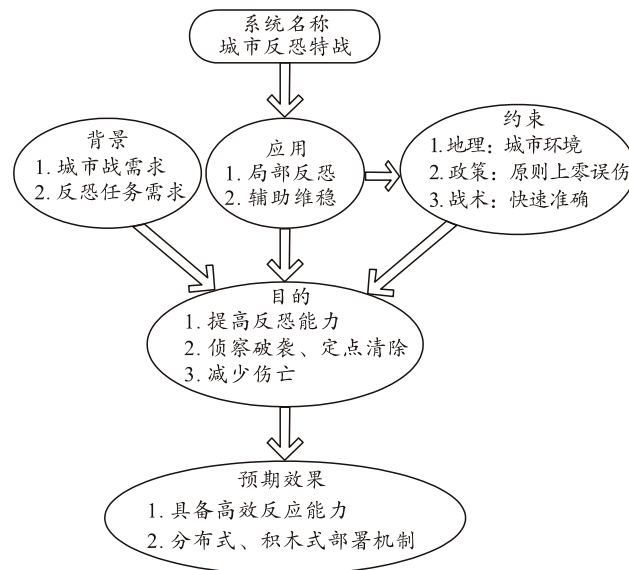 系统名称
城市反恐特战
背景
1. 城市战需求
2. 反恐任务需求
应用
1. 局部反恐
2. 辅助维稳
约束
1.地理：城市环境
2.政策：原则上零误伤
3.战术：快速准确
目的
1. 提高反恐能力
2. 侦察破袭、定点清除
3. 减少伤亡
预期效果
1. 具备高效反应能力
2. 分布式、积木式部署机制